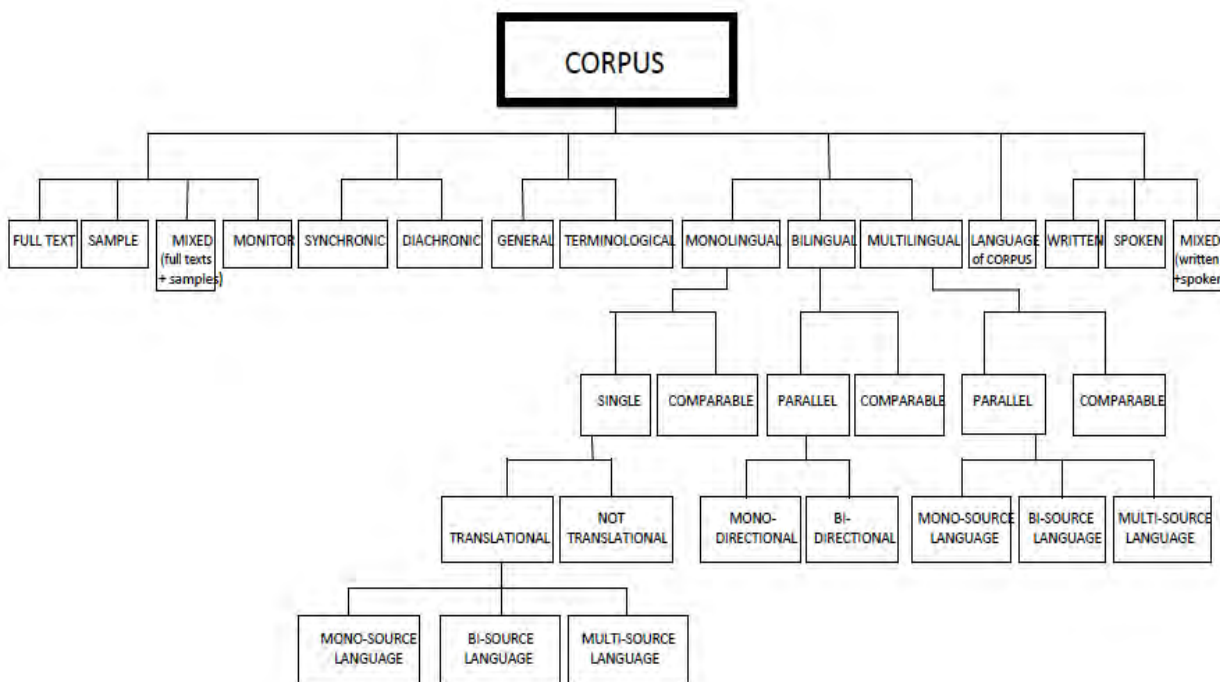 CORPUS
FULL TEXT
SAMPLE
MIXED
(full texts
+ samples)
MONITOR
SYNCHRONIC
DIACHRONIC
GENERAL
TERMINOLOGICAL
MONOLINGUAL
BILINGUAL
MULTILINGUAL
LANGUAGE
of CORPUS
WRITTEN
SPOKEN
MIXED
(written
+spoken
SINGLE
COMPARABLE
PARALLEL
COMPARABLE
PARALLEL
COMPARABLE
TRANSLATIONAL
NOT
TRANSLATIONAL
MONO-
DIRECTIONAL
BI-
DIRECTIONAL
MONO-SOURCE
LANGUAGE
BI-SOURCE
LANGUAGE
MULTI-SOURCE
LANGUAGE
MONO-SOURCE
LANGUAGE
BI-SOURCE
LANGUAGE
MULTI-SOURCE
LANGUAGE